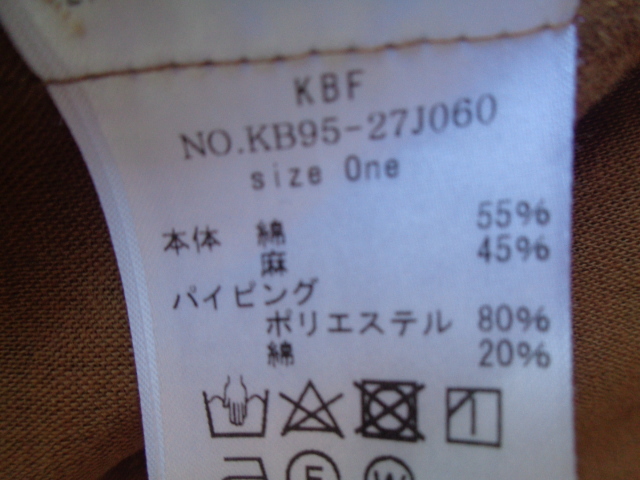 KBF
NO.KB95-27J060
size One
本体 綿 55%
麻 45%
パイピング
ポリエステル 80%
綿 20%